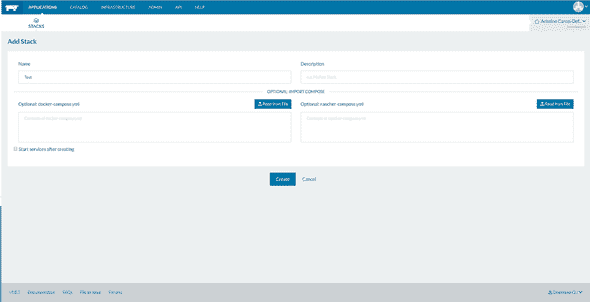 APPLICATIONS CATALOG INFRASTRUCTURE ADMIN API HELP
STACKS
Add Stack
Name
Description
Test
OPTIONAL: IMPORT COMPOSE
Optional: docker-compose.yml
Read from File
Optional: rancher-compose.yml
Read from File
Start services after creating
Create
Cancel
Documentation FAQs File an Issue Forums